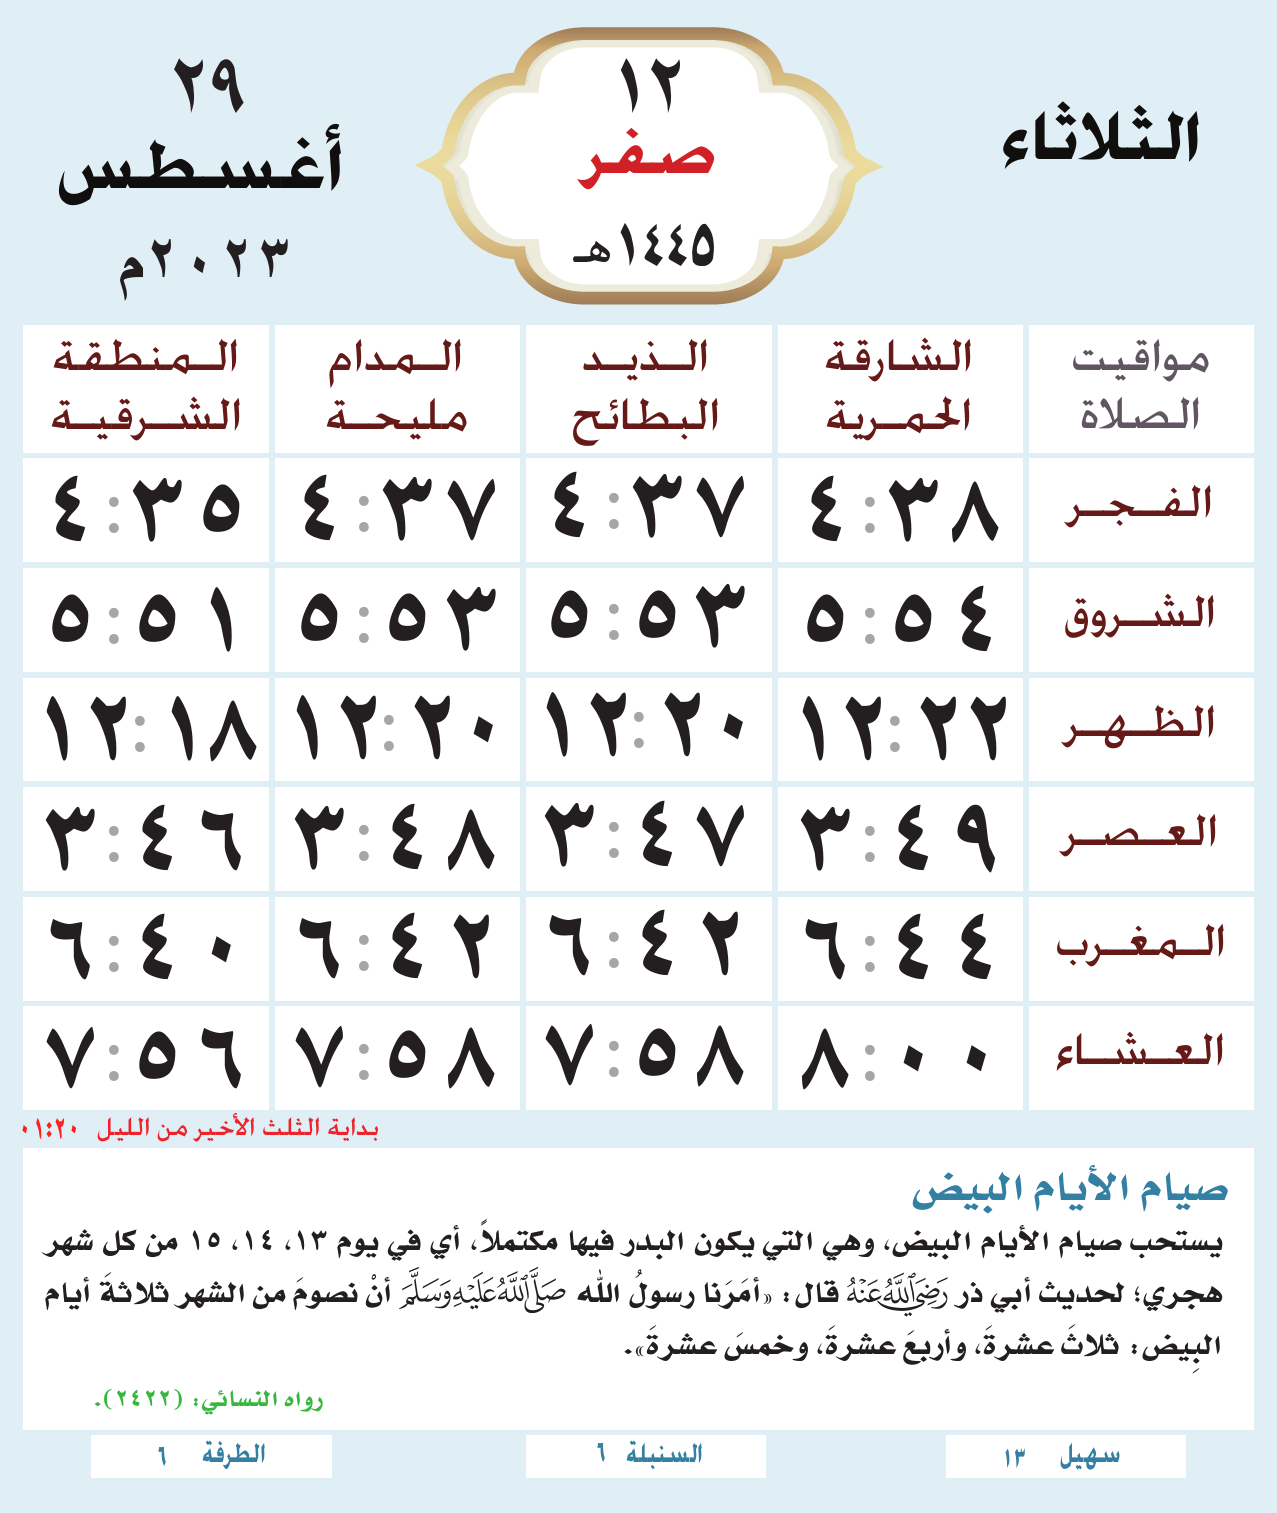 الثلاثاء
١٢
صفر
١٤٤٥هـ
٢٩
أغسطس
٢٠٢٣م
مواقيت الصلاة
الشارقة الحمرية
الذيد البطائح
المدام مليحة
المنطقة الشرقية
الفجر ٤:٣٨ ٤:٣٧ ٤:٣٧ ٤:٣٥
الشروق ٥:٥٤ ٥:٥٣ ٥:٥٣ ٥:٥١
الظهر ١٢:٢٢ ١٢:٢٠ ١٢:٢٠ ١٢:١٨
العصر ٣:٤٩ ٣:٤٧ ٣:٤٨ ٣:٤٦
المغرب ٦:٤٤ ٦:٤٢ ٦:٤٢ ٦:٤٠
العشاء ٨:٠٠ ٧:٥٨ ٧:٥٨ ٧:٥٦
بداية الثلث الأخير من الليل ٠١:٢٠
صيام الأيام البيض
يستحب صيام الأيام البيض، وهي التي يكون البدر فيها مكتملاً، أي في يوم ١٣، ١٤، ١٥ من كل شهر
هجري؛ لحديث أبي ذر رَضِيَ اللَّهُ عَنْهُ قال: «أمَرَنا رسولُ الله صَلَّى اللَّهُ عَلَيْهِ وَسَلَّمَ أنْ نصومَ من الشهر ثلاثةَ أيام
البِيض: ثلاثَ عشرةَ، وأربعَ عشرةَ، وخمسَ عشرةَ».
رواه النسائي: (٢٤٢٢).
سهيل ١٣
السنبلة ٦
الطرفة ٦